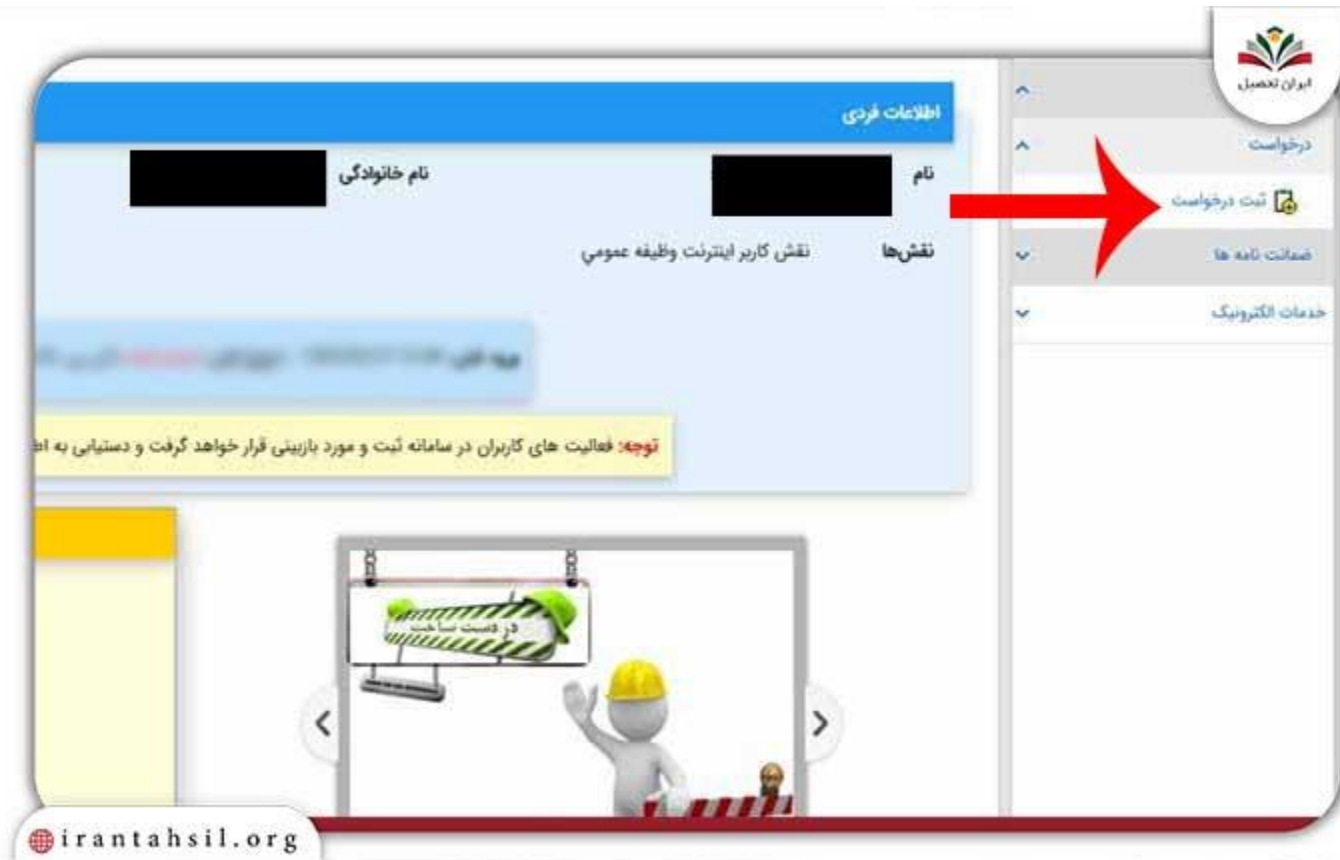 ایران تحصیل
درخواست
ثبت درخواست
ضمانت نامه ها
خدمات الکترونیک
اطلاعات فردی
نام
نام خانوادگی
نقش‌ها
نقش کاربر اینترنت وظیفه عمومي
توجه: فعالیت های کاربران در سامانه ثبت و مورد بازبینی قرار خواهد گرفت و دستیابی به اط
در دست ساخت
irantahsil.org